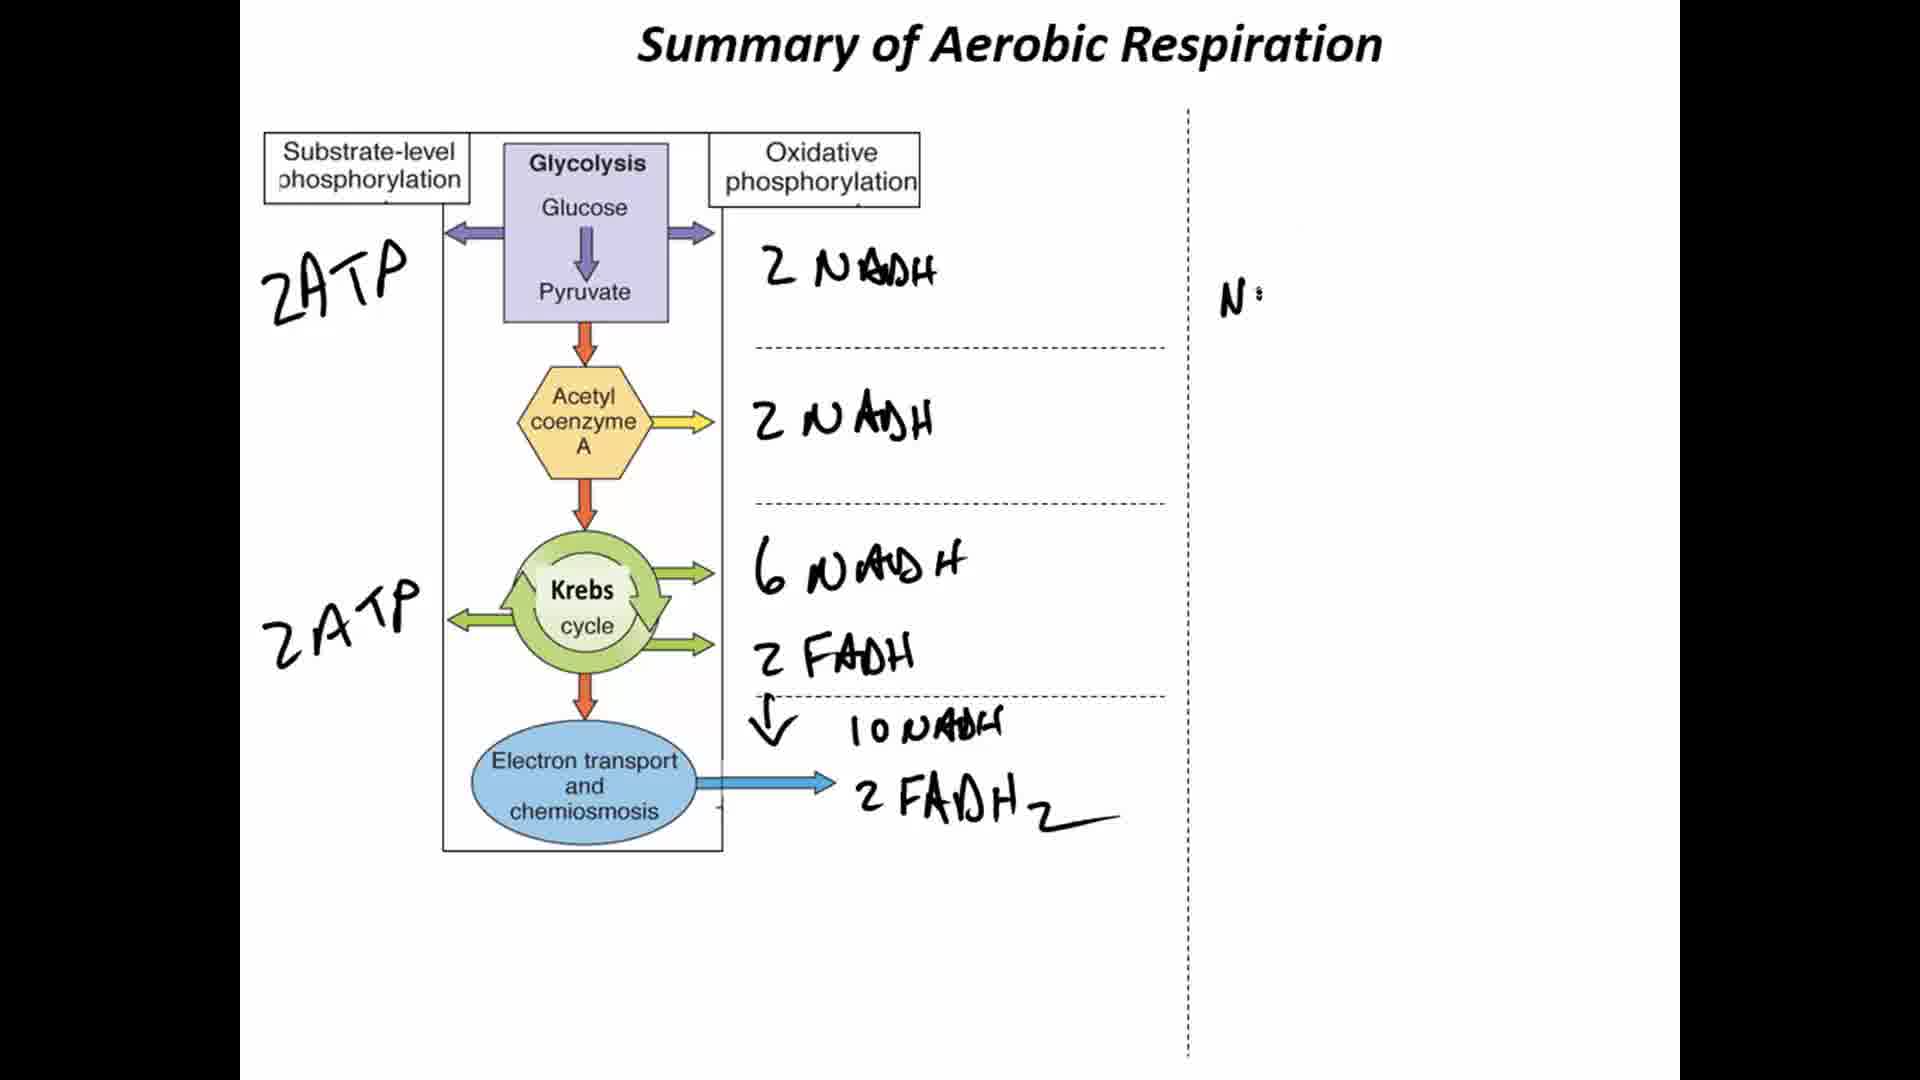 Summary of Aerobic Respiration
Substrate-level
phosphorylation
Glycolysis
Glucose
Pyruvate
Oxidative
phosphorylation
2ATP
2 NADH
Acetyl
coenzyme
A
2 NADH
Krebs
cycle
2ATP
6 NADH
2 FADH
Electron transport
and
chemiosmosis
10 NADH
2 FADH2
N